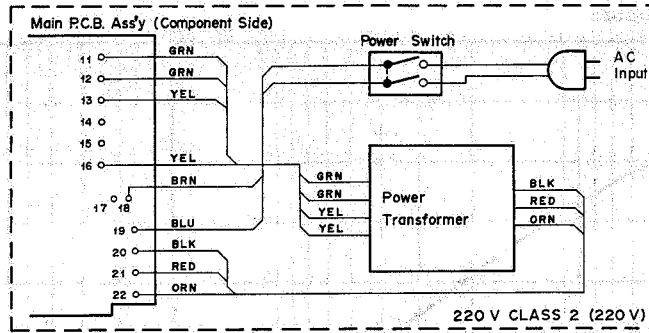 Main P.C.B. Ass'y (Component Side)
Power Switch
AC
Input
11
GRN
12
GRN
13
YEL
14
15
16
YEL
17
18
BRN
19
BLU
20
BLK
21
RED
22
ORN
GRN
GRN
YEL
YEL
Power
Transformer
BLK
RED
ORN
220 V CLASS 2 (220 V)